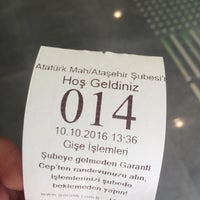 Atatürk Mah/Ataşehir Şubesi'n
Hoş Geldiniz
014
10.10.2016 13:36
Gişe İşlemleri
Şubeye gelmeden Garanti
Cep'ten randevunuzu alın,
işlemlerinizi şubede
beklemeden yapın!